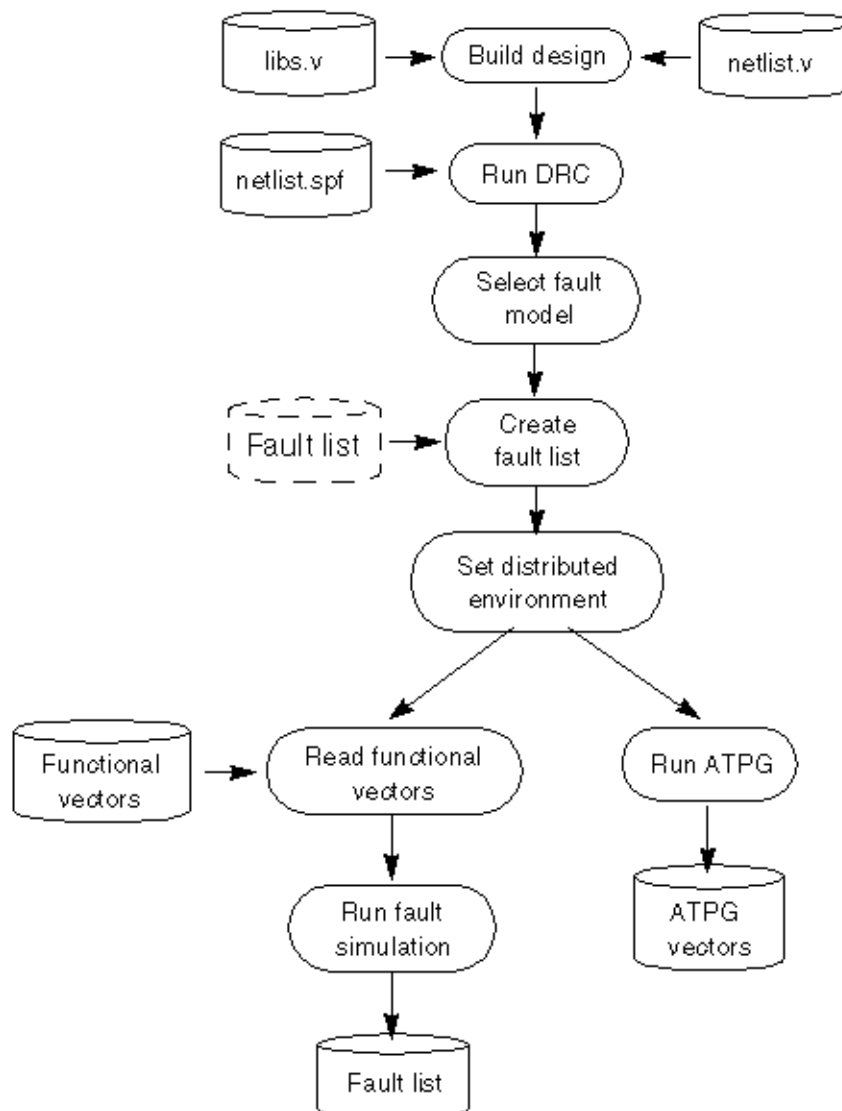 libs.v
Build design
netlist.v
netlist.spf
Run DRC
Select fault
model
Fault list
Create
fault list
Set distributed
environment
Functional
vectors
Read functional
vectors
Run ATPG
Run fault
simulation
ATPG
vectors
Fault list